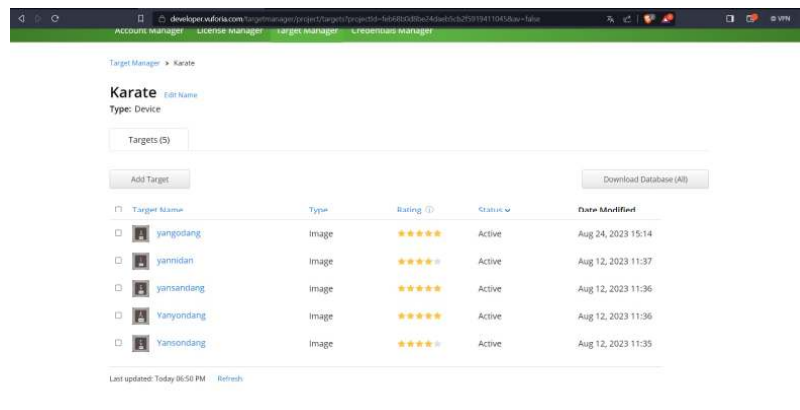 developer.vuforia.com/targetmanager/project/targets?projectId= &av=false VPN
Account Manager License Manager Target Manager Credentials Manager
Target Manager > Karate
Karate Edit Name
Type: Device
Targets (5)
Add Target Download Database (All)
Target Name Type Rating Status Date Modified
yangodang Image Active Aug 24, 2023 15:14
yannidan Image Active Aug 12, 2023 11:37
yansandang Image Active Aug 12, 2023 11:36
Yanyondang Image Active Aug 12, 2023 11:36
Yansondang Image Active Aug 12, 2023 11:35
Last updated: Today 06:50 PM Refresh